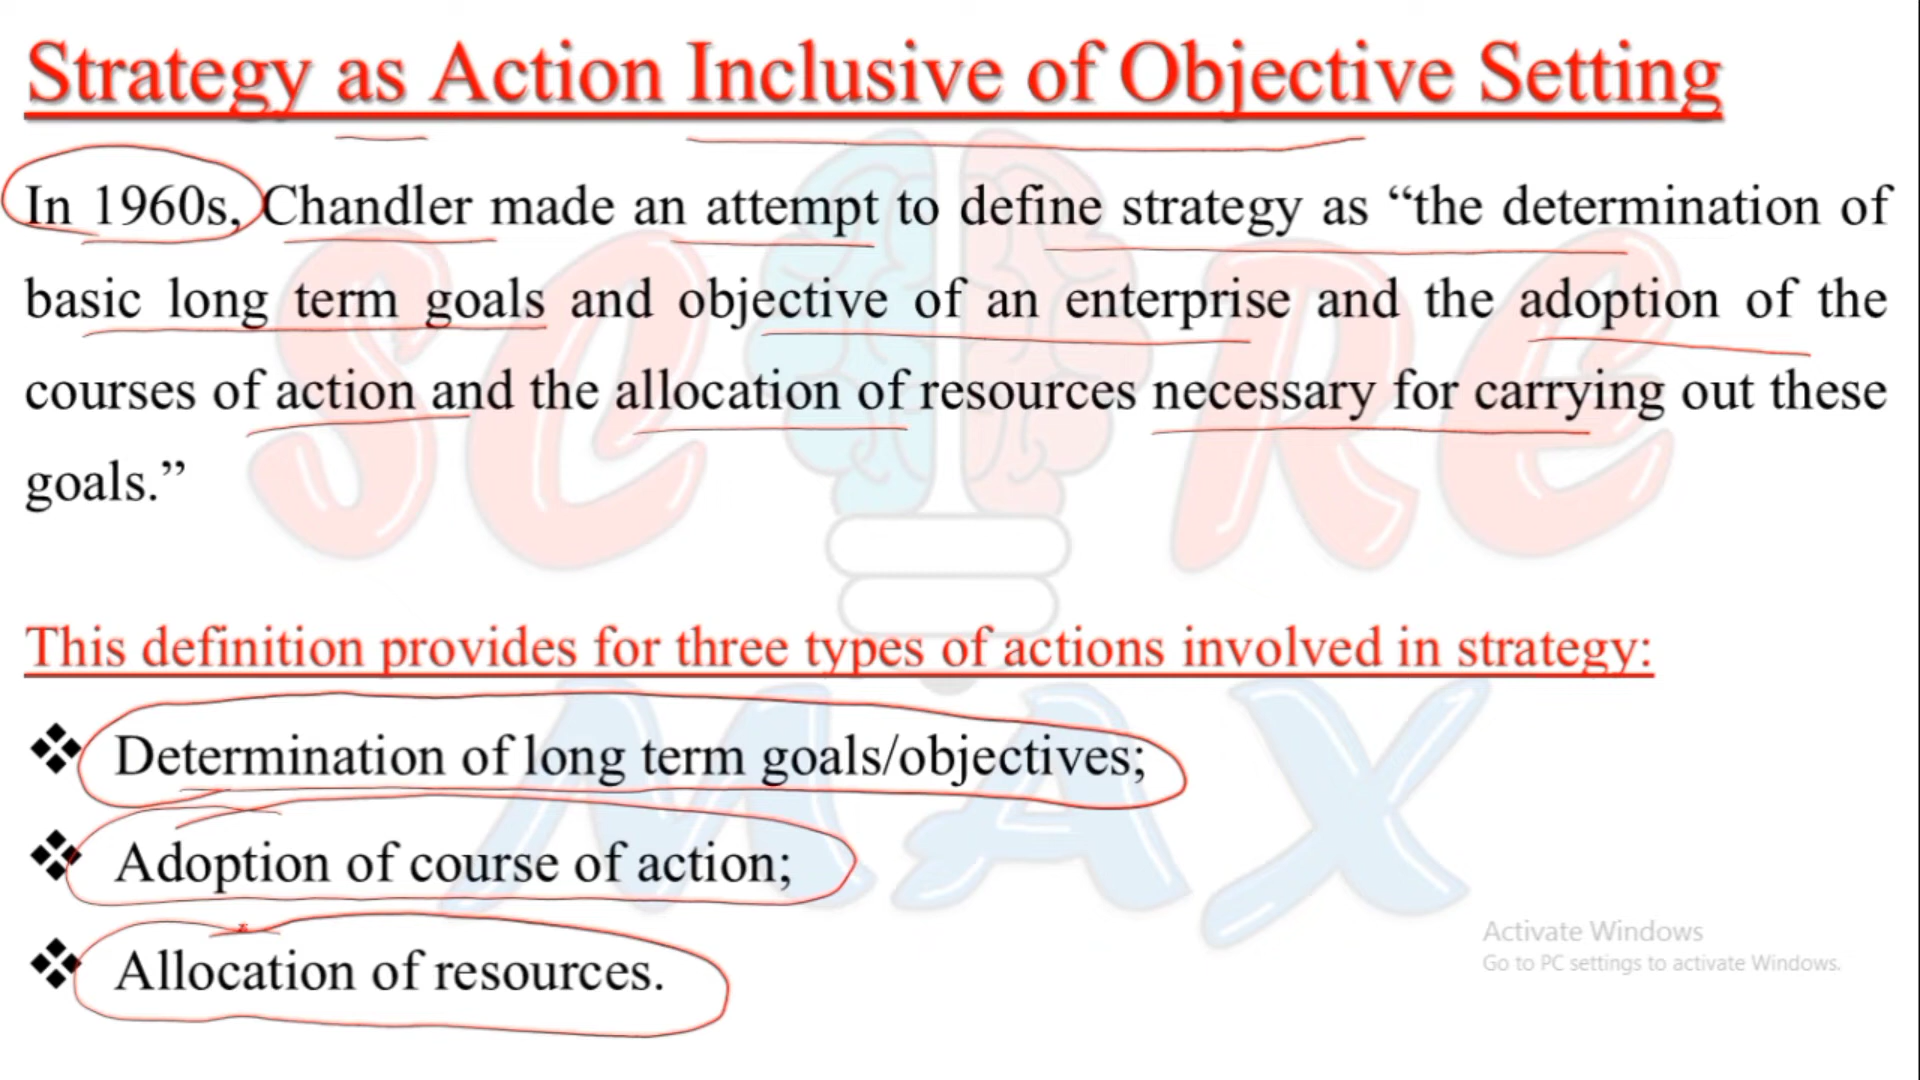 Strategy as Action Inclusive of Objective Setting
In 1960s, Chandler made an attempt to define strategy as “the determination of
basic long term goals and objective of an enterprise and the adoption of the
courses of action and the allocation of resources necessary for carrying out these
goals.”
This definition provides for three types of actions involved in strategy:
❖ Determination of long term goals/objectives;
❖ Adoption of course of action;
❖ Allocation of resources.
SC RE
MAX
Activate Windows
Go to PC settings to activate Windows.